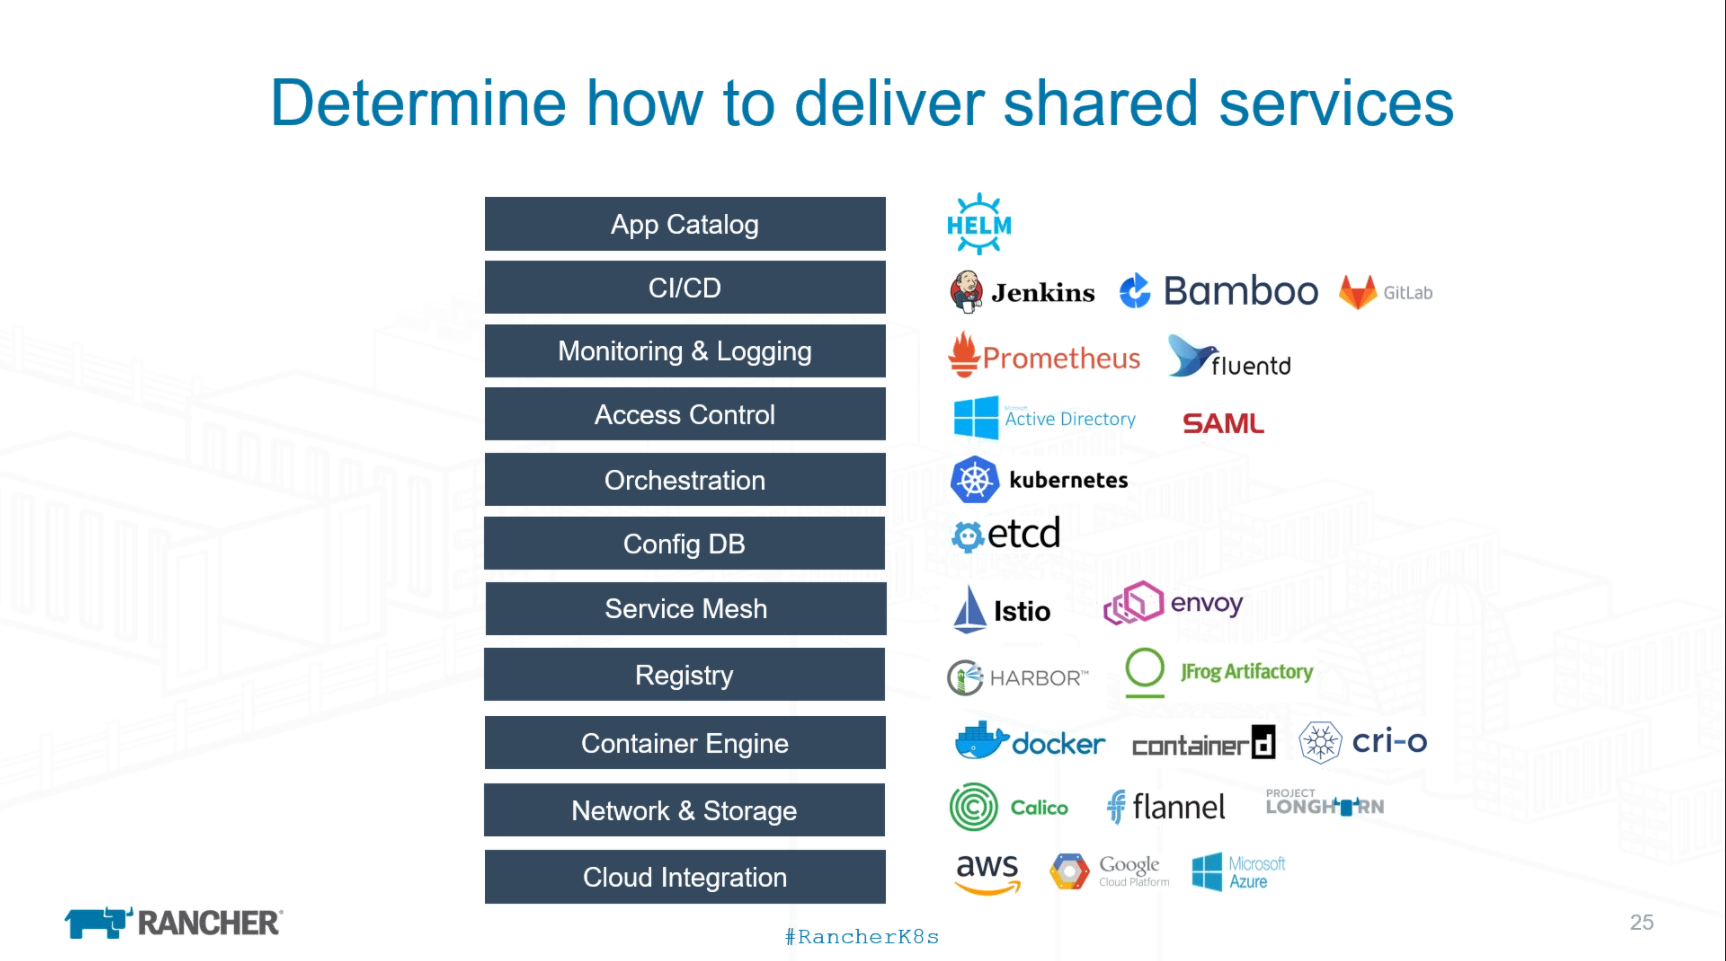 Determine how to deliver shared services
App Catalog
HELM
CI/CD
Jenkins
Bamboo
GitLab
Monitoring & Logging
Prometheus
fluentd
Access Control
Microsoft
Active Directory
SAML
Orchestration
kubernetes
Config DB
etcd
Service Mesh
Istio
envoy
Registry
HARBOR™
JFrog Artifactory
Container Engine
docker
containerd
cri-o
Network & Storage
Calico
flannel
PROJECT
LONGHORN
Cloud Integration
aws
Google
Cloud Platform
Microsoft
Azure
RANCHER®
#RancherK8s
25